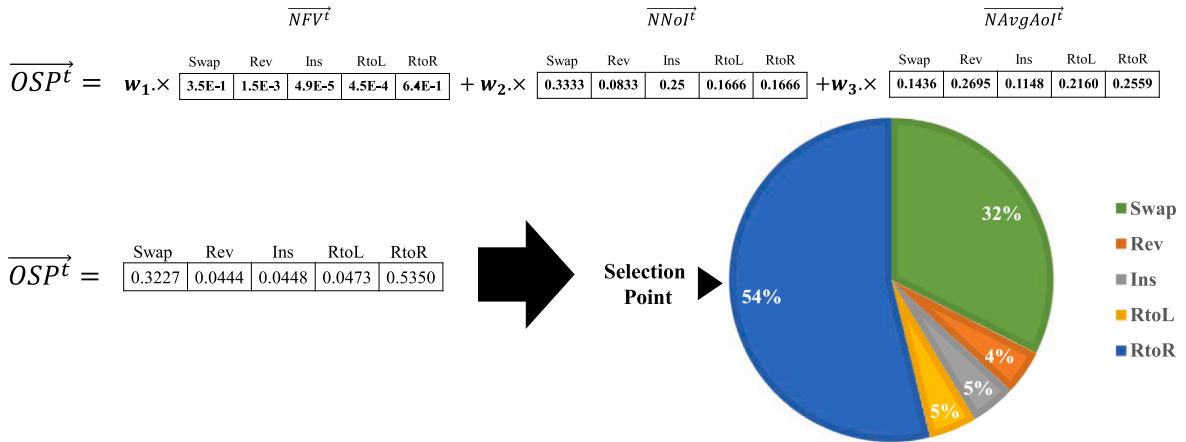 NFV^t NNoI^t NAvgAoI^t
Swap Rev Ins RtoL RtoR Swap Rev Ins RtoL RtoR Swap Rev Ins RtoL RtoR
OSP^t = w₁.× 3.5E-1 1.5E-3 4.9E-5 4.5E-4 6.4E-1 + w₂.× 0.3333 0.0833 0.25 0.1666 0.1666 +w₃.× 0.1436 0.2695 0.1148 0.2160 0.2559
Swap Rev Ins RtoL RtoR
OSP^t = 0.3227 0.0444 0.0448 0.0473 0.5350
Selection
Point
54%
32%
4%
5%
5%
Swap
Rev
Ins
RtoL
RtoR